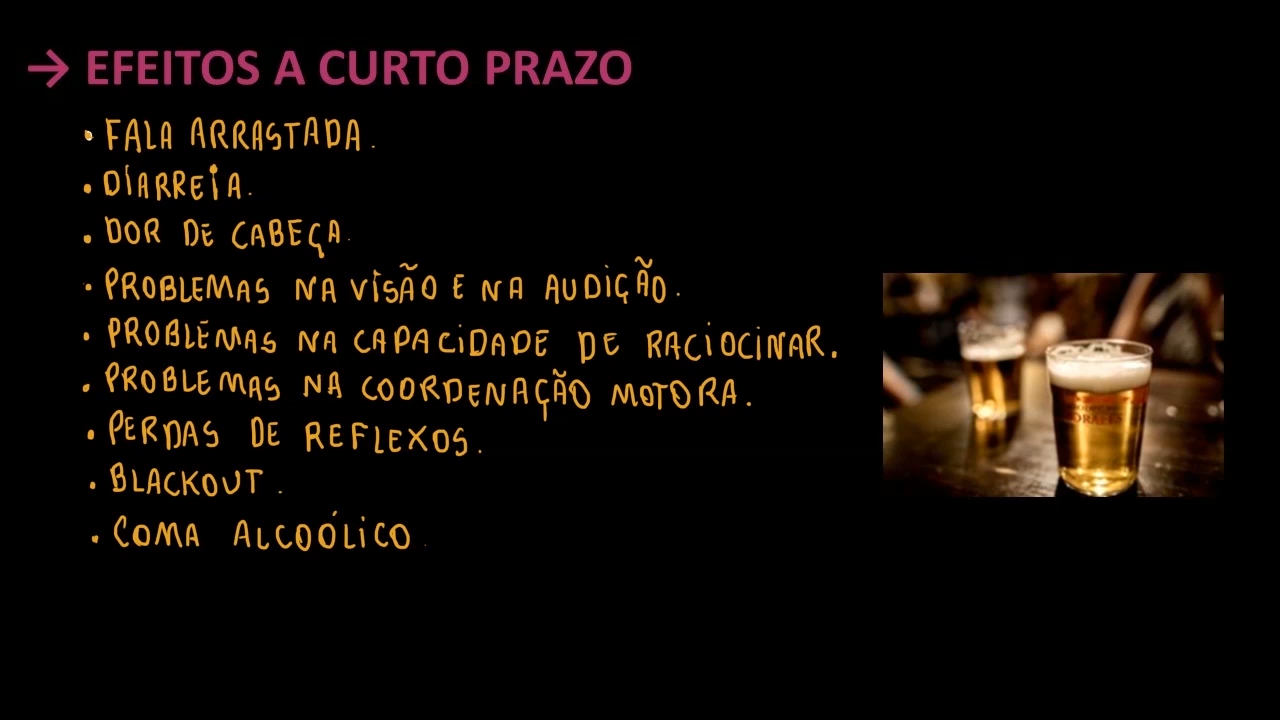 → EFEITOS A CURTO PRAZO
• FALA ARRASTADA.
• DIARREIA.
• DOR DE CABEÇA.
• PROBLEMAS NA VISÃO E NA AUDIÇÃO.
• PROBLEMAS NA CAPACIDADE DE RACIOCINAR.
• PROBLEMAS NA COORDENAÇÃO MOTORA.
• PERDAS DE REFLEXOS.
• BLACKOUT.
• COMA ALCOÓLICO.